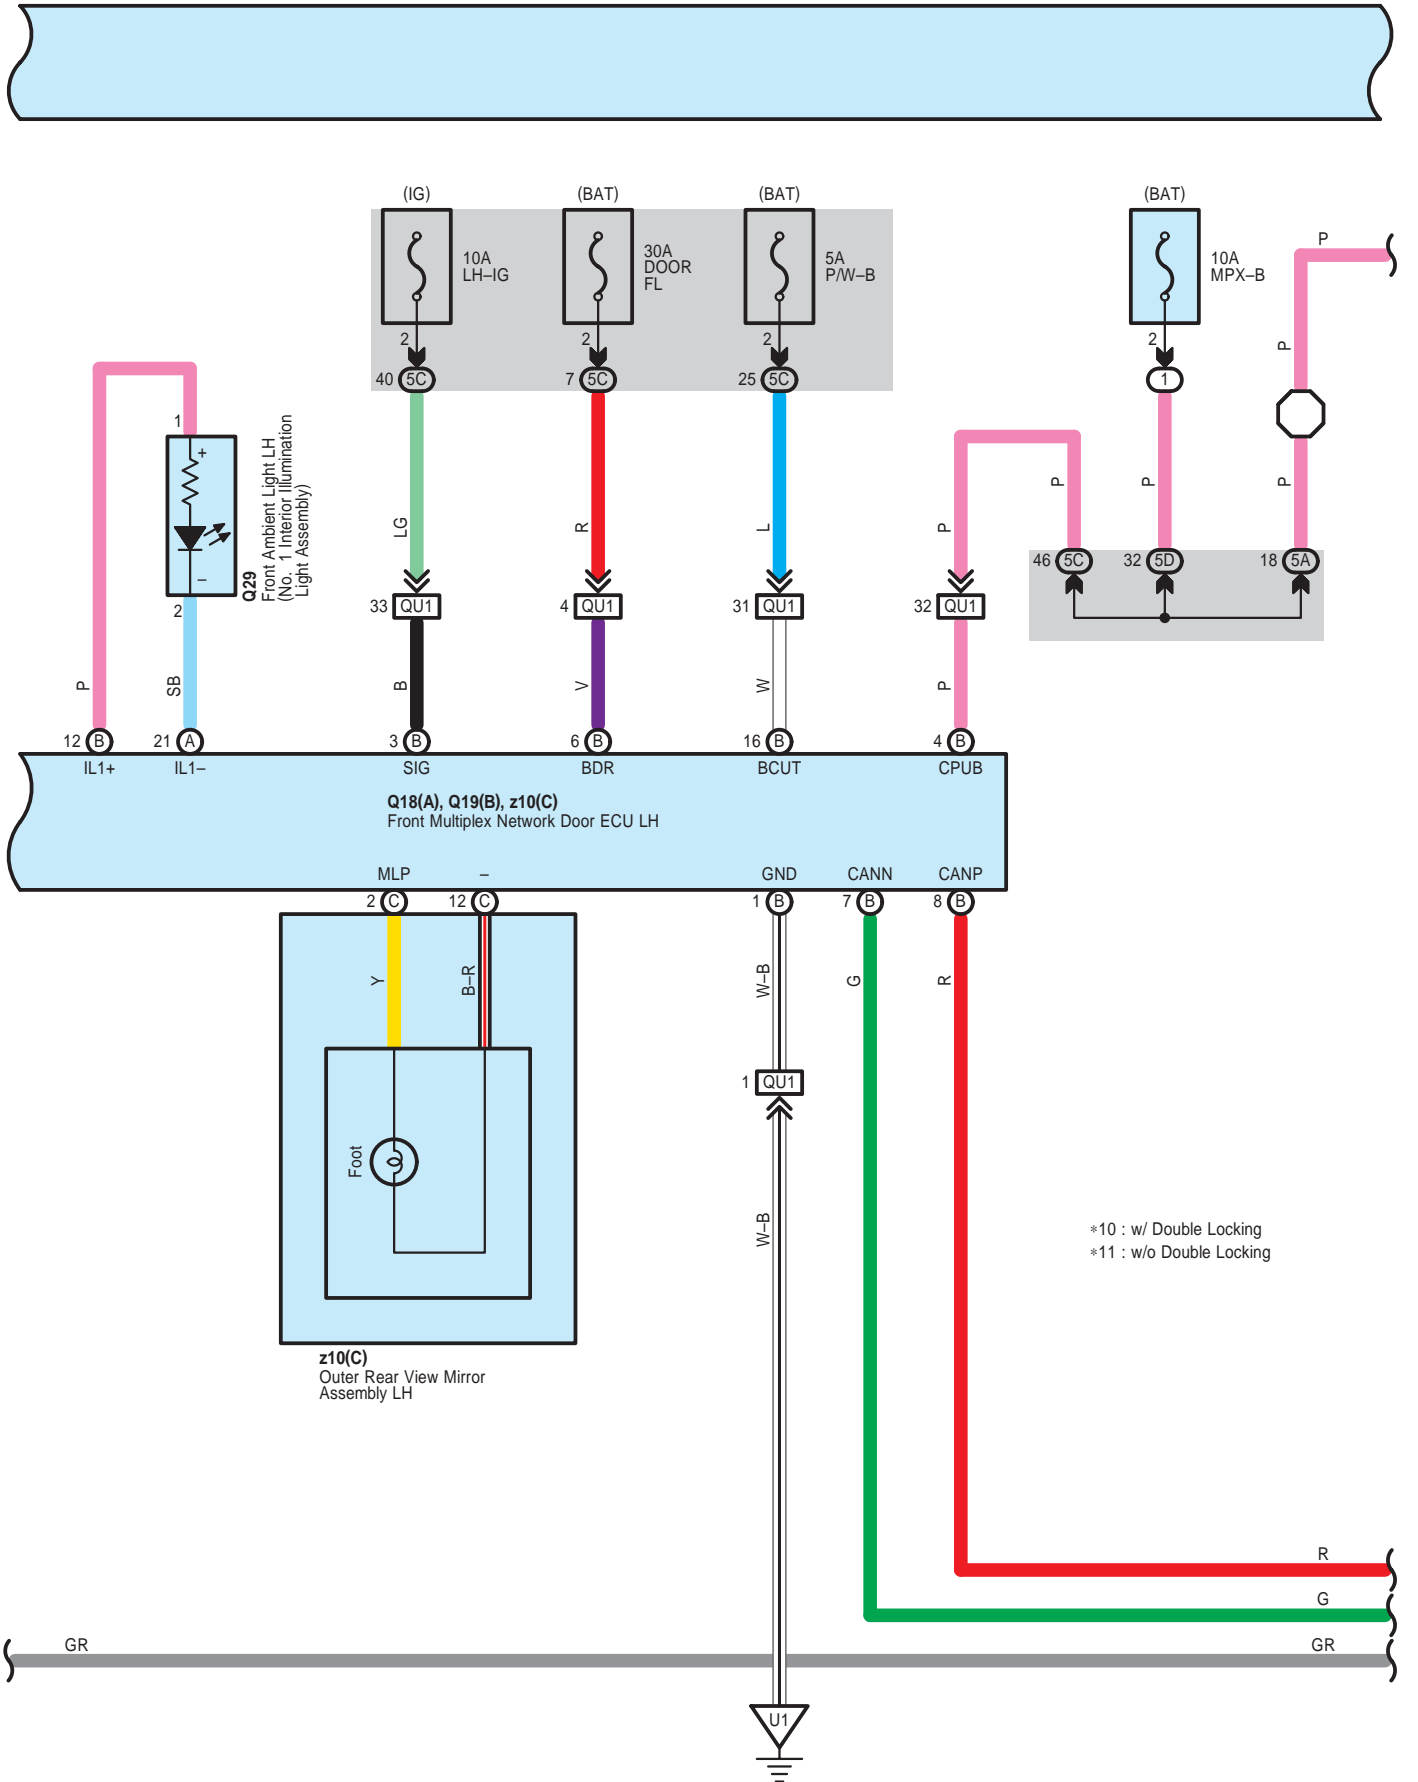 (IG) (BAT) (BAT) (BAT)
P
10A
LH–IG
30A
DOOR
FL
5A
P/W–B
10A
MPX–B
2 2 2 2
P
40 5C 7 5C 25 5C 1
1
+
–
2
Q29
Front Ambient Light LH
(No. 1 Interior Illumination
Light Assembly)
LG R L P P P P
46 5C 32 5D 18 5A
33 QU1 4 QU1 31 QU1 32 QU1
P SB B V W P
12 B 21 A 3 B 6 B 16 B 4 B
IL1+ IL1– SIG BDR BCUT CPUB
Q18(A), Q19(B), z10(C)
Front Multiplex Network Door ECU LH
MLP – GND CANN CANP
2 C 12 C 1 B 7 B 8 B
Y B–R W–B G R
1 QU1
Foot
W–B
∗10 : w/ Double Locking
∗11 : w/o Double Locking
z10(C)
Outer Rear View Mirror
Assembly LH
R
G
GR GR
U1